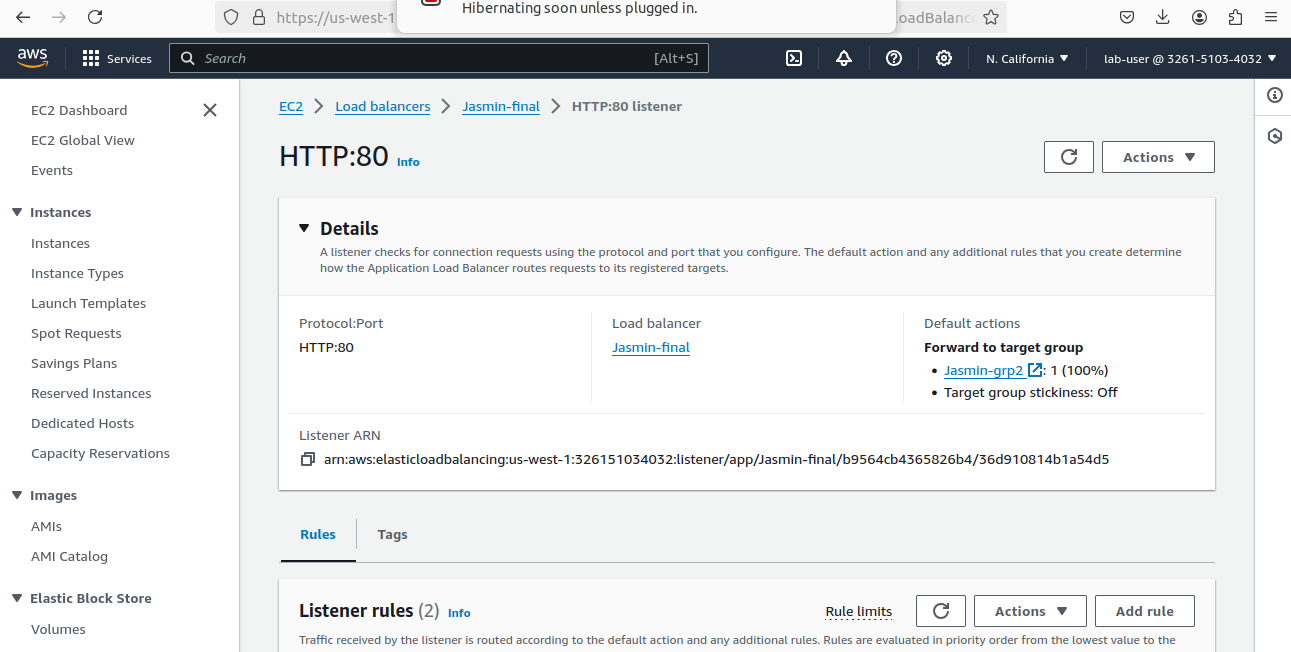 Hibernating soon unless plugged in.
https://us-west-1
LoadBalance
aws
Services
Search
[Alt+S]
N. California
lab-user @ 3261-5103-4032
EC2 Dashboard
EC2 Global View
Events
Instances
Instances
Instance Types
Launch Templates
Spot Requests
Savings Plans
Reserved Instances
Dedicated Hosts
Capacity Reservations
Images
AMIs
AMI Catalog
Elastic Block Store
Volumes
EC2 > Load balancers > Jasmin-final > HTTP:80 listener
HTTP:80 Info
Actions
Details
A listener checks for connection requests using the protocol and port that you configure. The default action and any additional rules that you create determine
how the Application Load Balancer routes requests to its registered targets.
Protocol:Port
HTTP:80
Load balancer
Jasmin-final
Default actions
Forward to target group
• Jasmin-grp2 : 1 (100%)
• Target group stickiness: Off
Listener ARN
arn:aws:elasticloadbalancing:us-west-1:326151034032:listener/app/Jasmin-final/b9564cb4365826b4/36d910814b1a54d5
Rules
Tags
Listener rules (2) Info
Rule limits
Actions
Add rule
Traffic received by the listener is routed according to the default action and any additional rules. Rules are evaluated in priority order from the lowest value to the